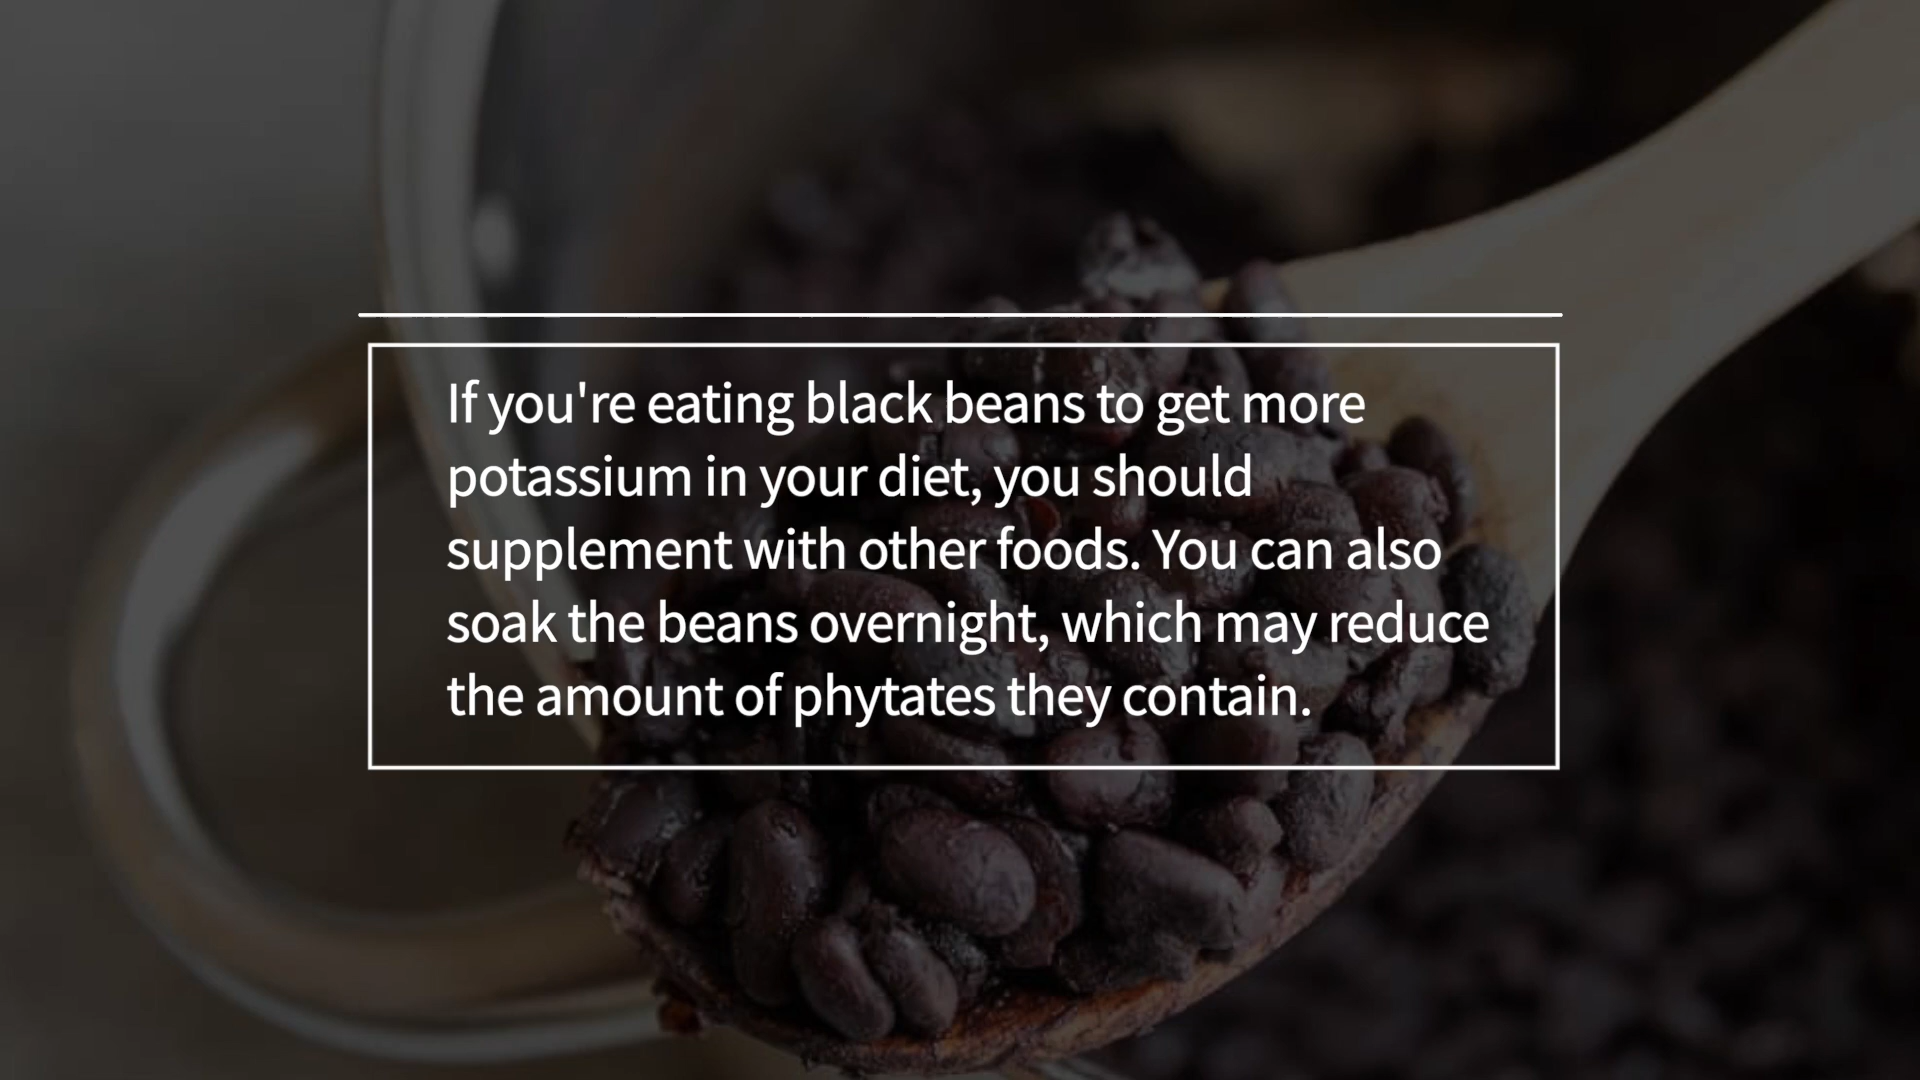 If you're eating black beans to get more
potassium in your diet, you should
supplement with other foods. You can also
soak the beans overnight, which may reduce
the amount of phytates they contain.